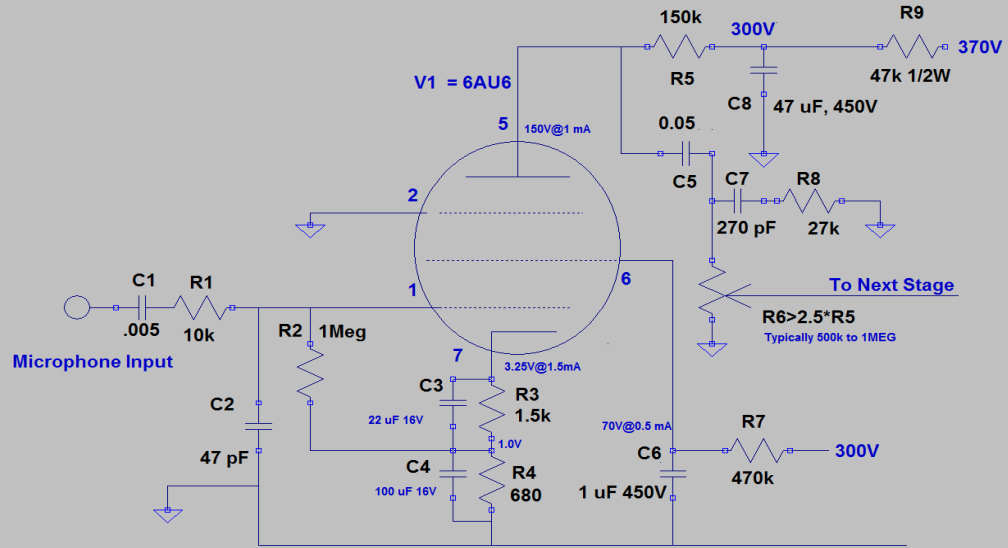 150k
R5
300V
R9
370V
47k 1/2W
V1 = 6AU6
C8
47 uF, 450V
5
150V@1 mA
0.05
C5
2
C7
R8
270 pF
27k
C1
R1
.005
10k
1
6
To Next Stage
R6>2.5*R5
Typically 500k to 1MEG
R2
1Meg
Microphone Input
7
3.25V@1.5mA
C3
R3
1.5k
22 uF 16V
C2
47 pF
1.0V
70V@0.5 mA
R7
300V
C4
R4
C6
470k
100 uF 16V
680
1 uF 450V